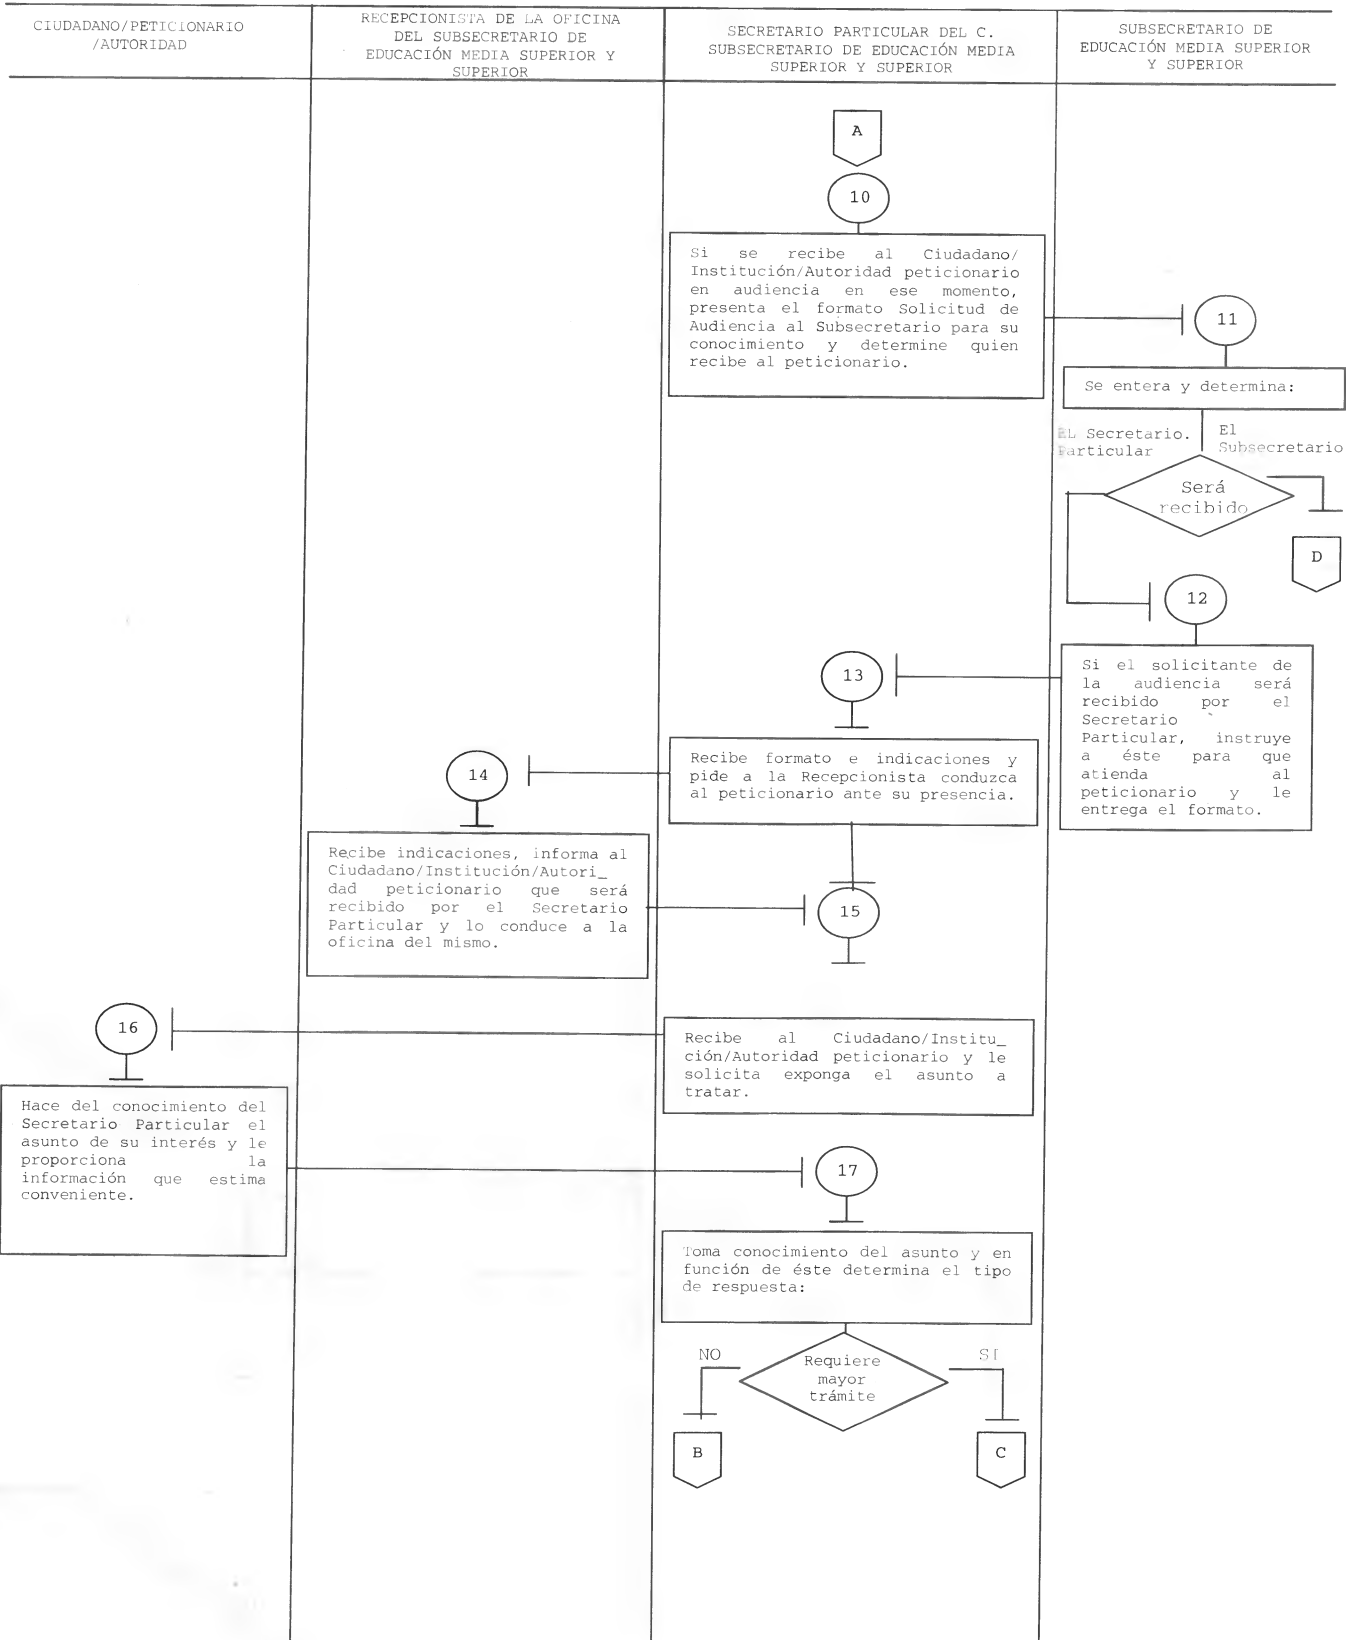 CIUDADANO/PETICIONARIO
/AUTORIDAD
RECEPCIONISTA DE LA OFICINA
DEL SUBSECRETARIO DE
EDUCACIÓN MEDIA SUPERIOR Y
SUPERIOR
SECRETARIO PARTICULAR DEL C.
SUBSECRETARIO DE EDUCACIÓN MEDIA
SUPERIOR Y SUPERIOR
SUBSECRETARIO DE
EDUCACIÓN MEDIA SUPERIOR
Y SUPERIOR
A
10
Si se recibe al Ciudadano/
Institución/Autoridad peticionario
en audiencia en ese momento,
presenta el formato Solicitud de
Audiencia al Subsecretario para su
conocimiento y determine quien
recibe al peticionario.
11
Se entera y determina:
EL Secretario.
Particular
El
Subsecretario
Será
recibido
D
12
Si el solicitante de
la audiencia será
recibido por el
Secretario
Particular, instruye
a éste para que
atienda al
peticionario y le
entrega el formato.
13
Recibe formato e indicaciones y
pide a la Recepcionista conduzca
al peticionario ante su presencia.
14
Recibe indicaciones, informa al
Ciudadano/Institución/Autori_
dad peticionario que será
recibido por el Secretario
Particular y lo conduce a la
oficina del mismo.
15
Recibe al Ciudadano/Institu_
ción/Autoridad peticionario y le
solicita exponga el asunto a
tratar.
16
Hace del conocimiento del
Secretario Particular el
asunto de su interés y le
proporciona la
información que estima
conveniente.
17
Toma conocimiento del asunto y en
función de éste determina el tipo
de respuesta:
NO
Requiere
mayor
trámite
SI
B
C